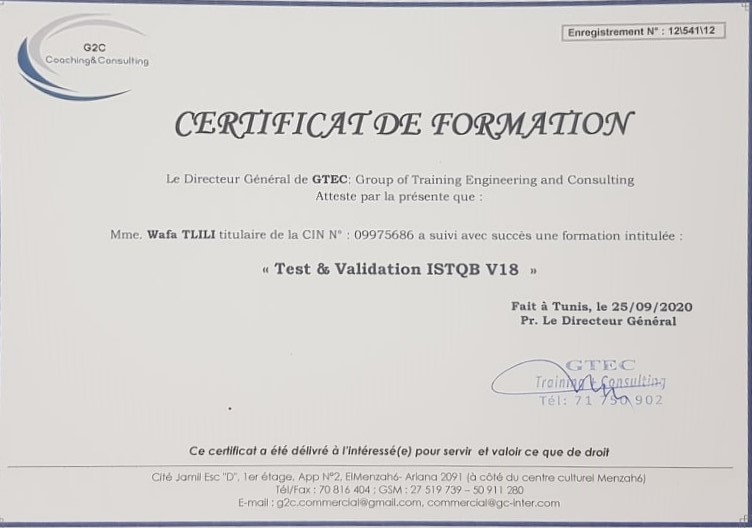 G2C
Coaching&Consulting
Enregistrement N° : 12\541\12
CERTIFICAT DE FORMATION
Le Directeur Général de GTEC: Group of Training Engineering and Consulting
Atteste par la présente que :
Mme. Wafa TLILI titulaire de la CIN N° : 09975686 a suivi avec succès une formation intitulée :
« Test & Validation ISTQB V18 »
Fait à Tunis, le 25/09/2020
Pr. Le Directeur Général
GTEC
Training & Consulting
Tél: 71 750 902
Ce certificat a été délivré à l'intéressé(e) pour servir et valoir ce que de droit
Cité Jamil Esc "D", 1er étage, App N°2, ElMenzah6- Ariana 2091 (à côté du centre culturel Menzah6)
Tél/Fax : 70 816 404 ; GSM : 27 519 739 – 50 911 280
E-mail : g2c.commercial@gmail.com, commercial@gc-inter.com